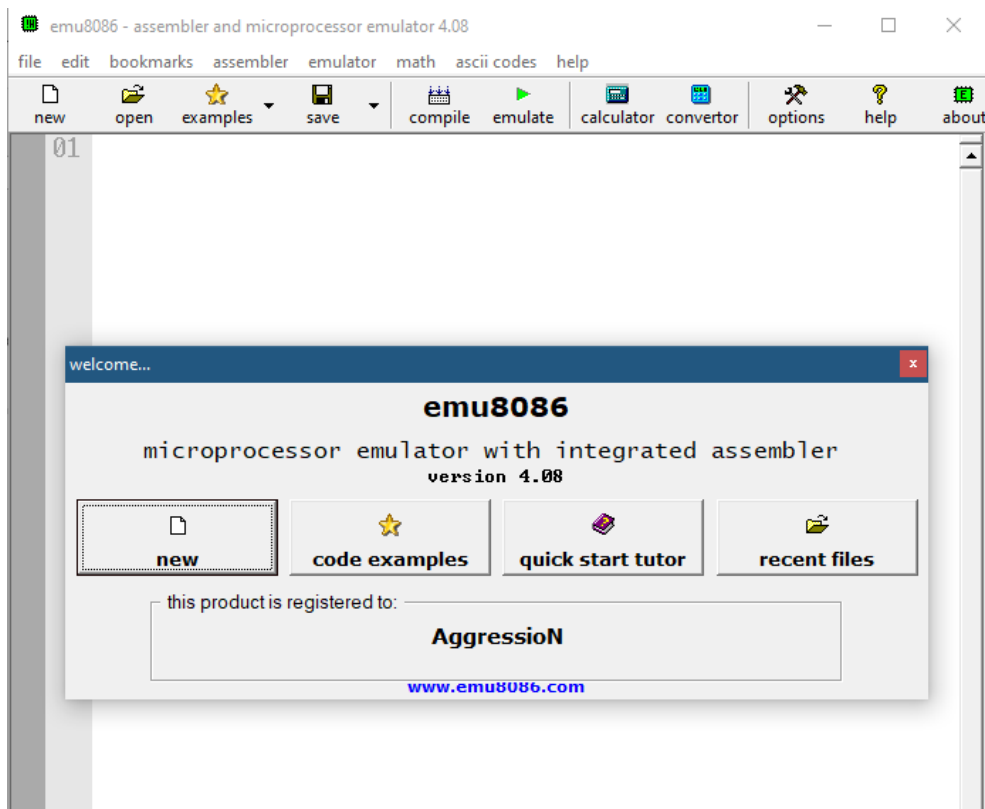 emu8086 - assembler and microprocessor emulator 4.08
file edit bookmarks assembler emulator math ascii codes help
new open examples save compile emulate calculator convertor options help about
01
welcome...
emu8086
microprocessor emulator with integrated assembler
version 4.08
new code examples quick start tutor recent files
this product is registered to:
AggressioN
www.emu8086.com